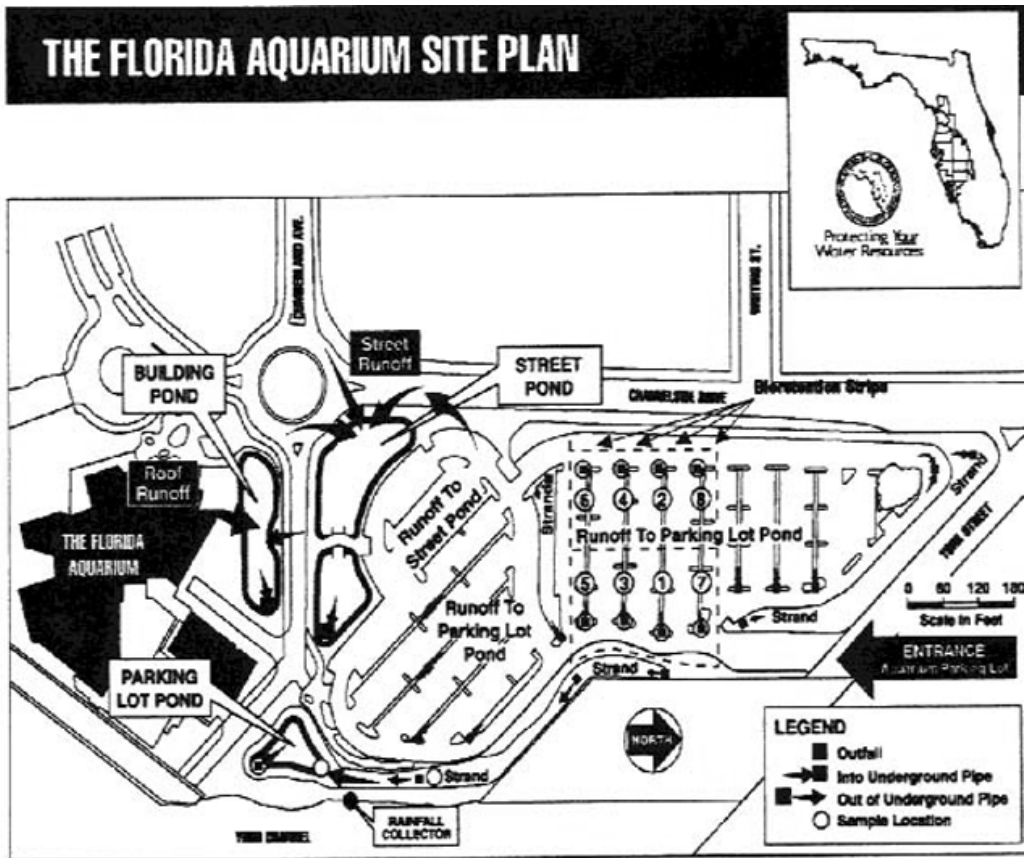 THE FLORIDA AQUARIUM SITE PLAN
Protecting Your
Water Resources
CUMBERLAND AVE.
WHITING ST.
Street
Runoff
BUILDING
POND
STREET
POND
CHANNELSIDE DRIVE
Bioretention Strips
Roof
Runoff
THE FLORIDA
AQUARIUM
Runoff To
Street Pond
Strand
Strand
YORK STREET
6 4 2 8
Runoff To Parking Lot Pond
5 3 1 7
Runoff To
Parking Lot
Pond
Strand
Strand
0 60 120 180
Scale In Feet
ENTRANCE
Aquarium Parking Lot
PARKING
LOT POND
NORTH
Strand
RAINFALL
COLLECTOR
YBOR CHANNEL
LEGEND
Outfall
Into Underground Pipe
Out of Underground Pipe
Sample Location